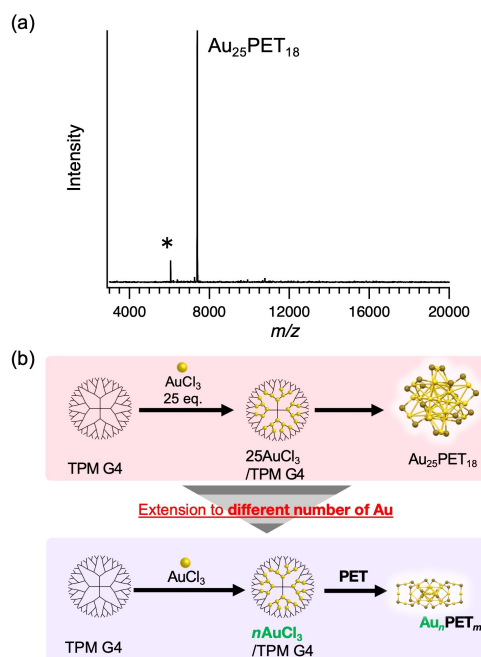 (a)
Au₂₅PET₁₈
Intensity
*
4000 8000 12000 16000 20000
m/z
(b)
AuCl₃
25 eq.
TPM G4
25AuCl₃
/TPM G4
Au₂₅PET₁₈
Extension to different number of Au
AuCl₃
PET
TPM G4
nAuCl₃
/TPM G4
AuₙPETₘ